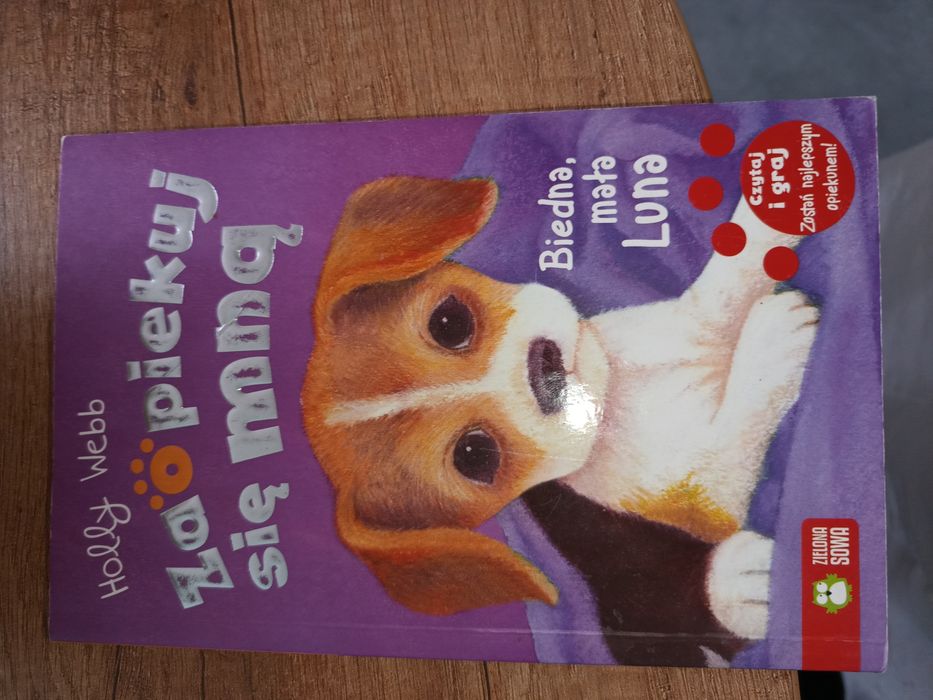 Holly Webb
Zaopiekuj
się mną
Biedna,
mała
Luna
czytaj
i graj
Zostań najlepszym
opiekunem!
ZIELONA
SOWA